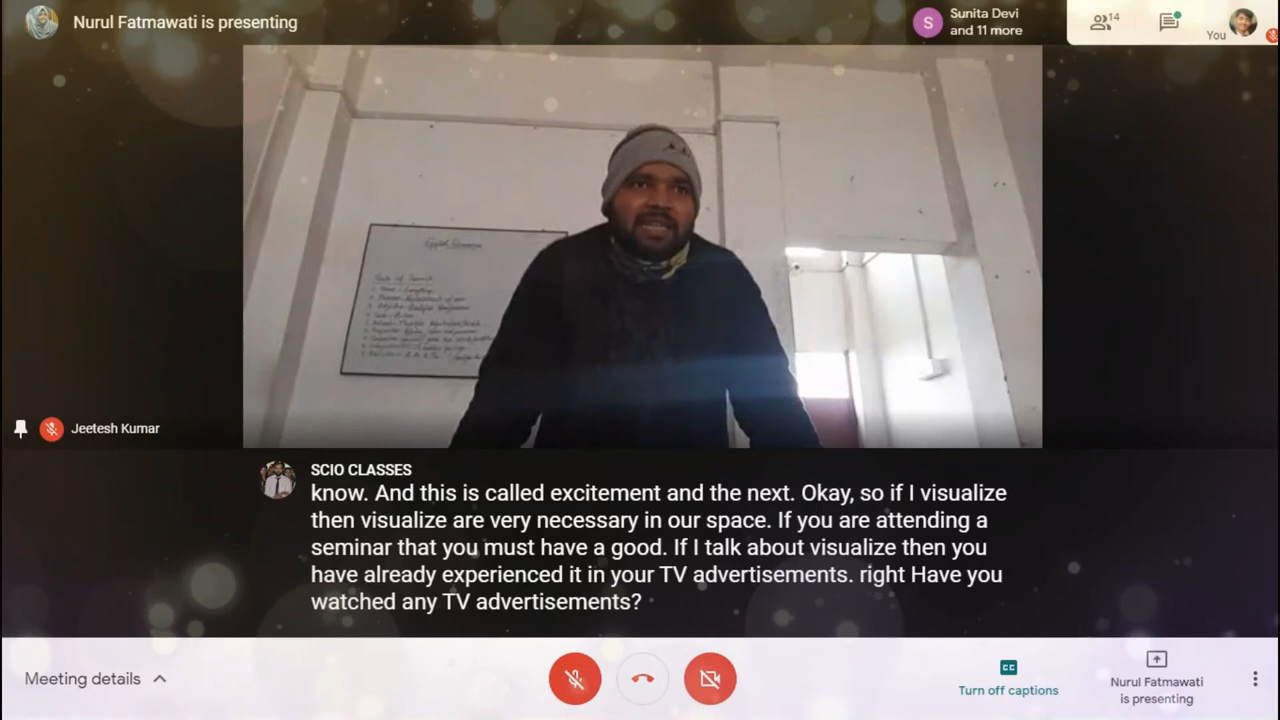 Nurul Fatmawati is presenting
S
Sunita Devi
and 11 more
14
You
Parts of Speech
Jeetesh Kumar
SCIO CLASSES
know. And this is called excitement and the next. Okay, so if I visualize
then visualize are very necessary in our space. If you are attending a
seminar that you must have a good. If I talk about visualize then you
have already experienced it in your TV advertisements. right Have you
watched any TV advertisements?
Meeting details
CC
Turn off captions
Nurul Fatmawati
is presenting